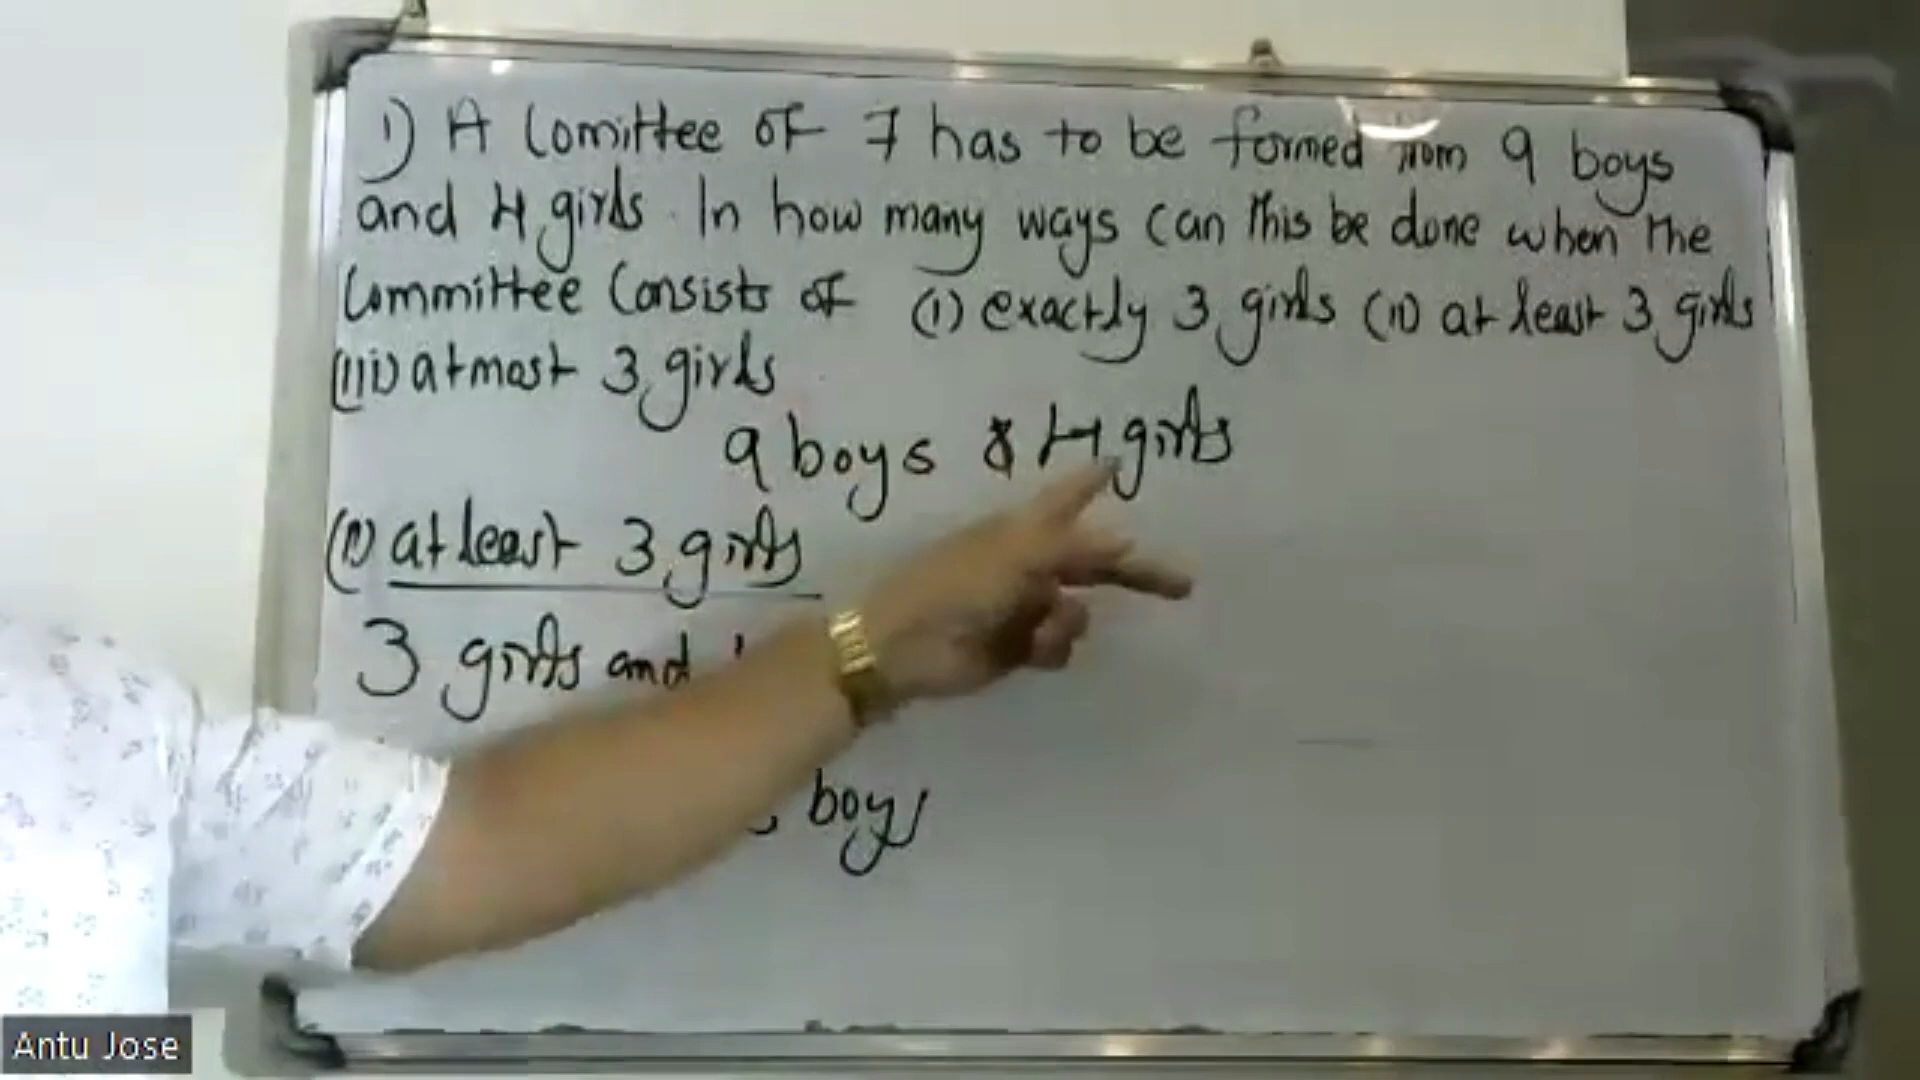 1) A Comittee of 7 has to be formed from 9 boys
and 4 girls. In how many ways can this be done when the
Committee Consists of (i) exactly 3 girls (ii) at least 3 girls
(iii) atmost 3 girls
9 boys & 4 girls
(ii) at least 3 girls
3 girls and
boys
Antu Jose